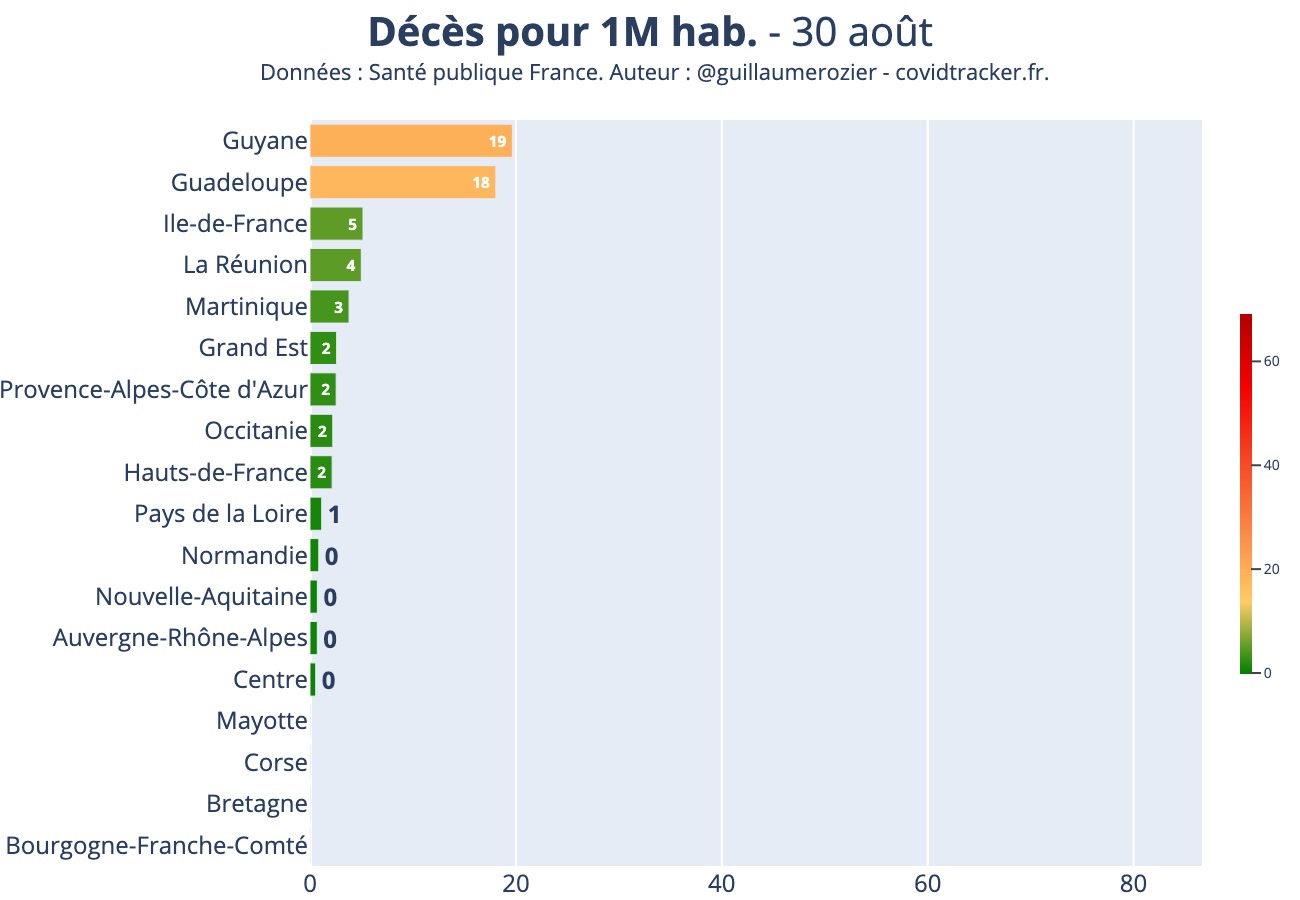 Décès pour 1M hab. - 30 août
Données : Santé publique France. Auteur : @guillaumerozier - covidtracker.fr.
Guyane 19
Guadeloupe 18
Ile-de-France 5
La Réunion 4
Martinique 3
Grand Est 2
Provence-Alpes-Côte d'Azur 2
Occitanie 2
Hauts-de-France 2
Pays de la Loire 1
Normandie 0
Nouvelle-Aquitaine 0
Auvergne-Rhône-Alpes 0
Centre 0
Mayotte
Corse
Bretagne
Bourgogne-Franche-Comté
0 20 40 60 80
60
40
20
0